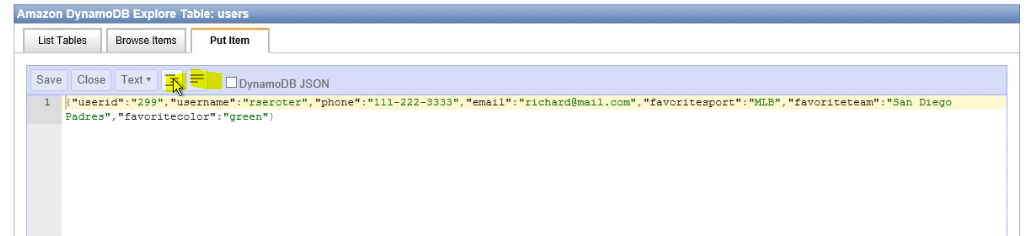 Amazon DynamoDB Explore Table: users
List Tables Browse Items Put Item
Save Close Text DynamoDB JSON
1 {"userid":"299","username":"rseroter","phone":"111-222-3333","email":"richard@mail.com","favoritesport":"MLB","favoriteteam":"San Diego
Padres","favoritecolor":"green"}